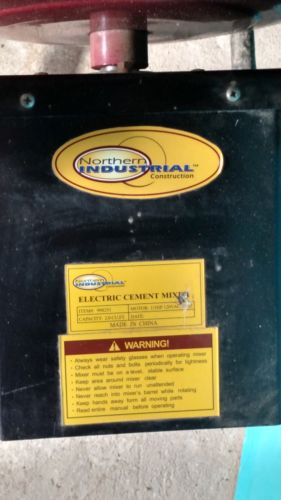 Northern
INDUSTRIAL™
Construction
Northern
INDUSTRIAL
ELECTRIC CEMENT MIXER
ITEM#: MOTOR:
CAPACITY: DATE:
MADE IN CHINA
WARNING!
• Always wear safety glasses when operating mixer
• Check all nuts and bolts periodically for tightness
• Mixer must be on a level, stable surface
• Keep area around mixer clear
• Never allow mixer to run unattended
• Never reach into mixer's barrel while rotating
• Keep hands away form all moving parts
• Read entire manual before operating